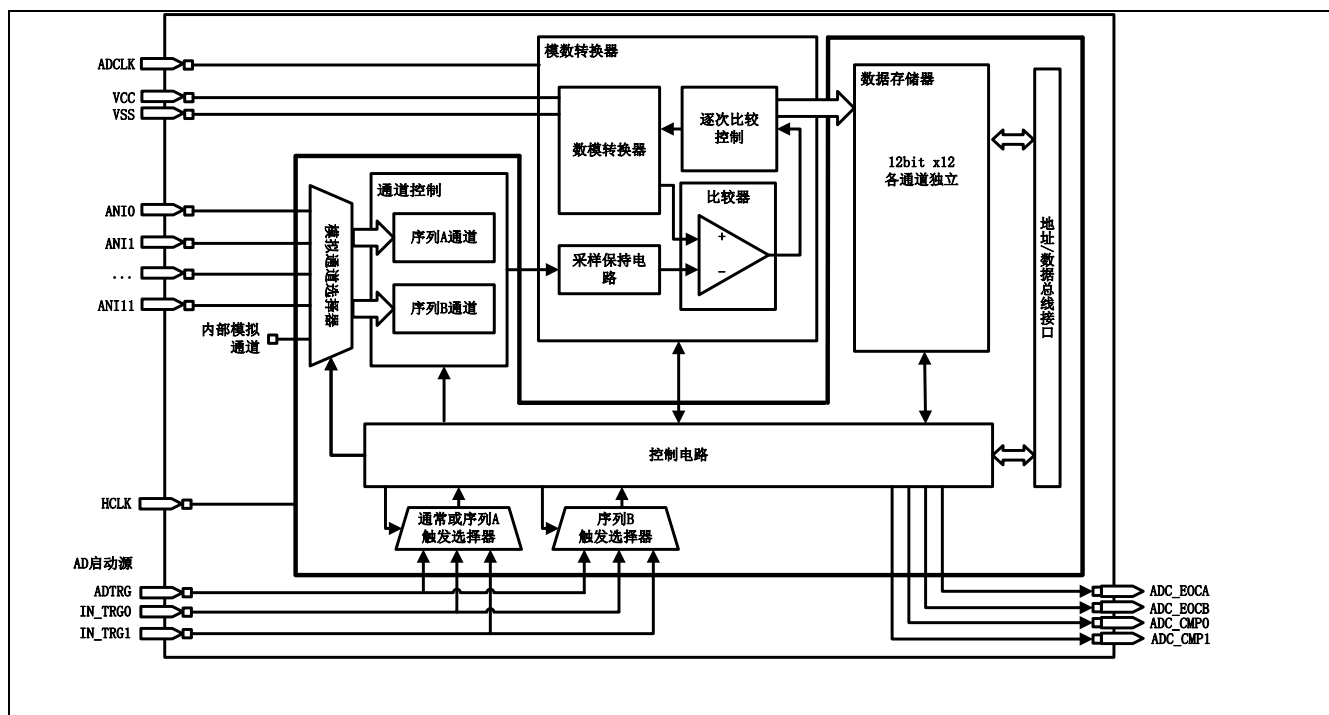 模数转换器
数据存储器
ADCLK
VCC
VSS
数模转换器
逐次比较
控制
12bit x12
各通道独立
通道控制
比较器
ANI0
ANI1
...
ANI11
模拟通道选择器
序列A通道
序列B通道
采样保持电
路
+
-
地址/数据总线接口
内部模拟
通道
控制电路
HCLK
通常或序列A
触发选择器
序列B
触发选择器
AD启动源
ADTRG
IN_TRG0
IN_TRG1
ADC_EOCA
ADC_EOCB
ADC_CMP0
ADC_CMP1